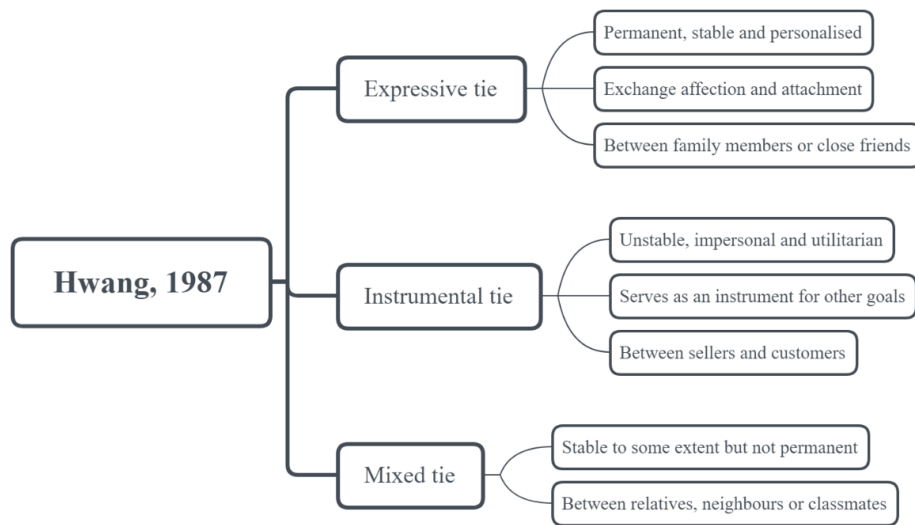 Hwang, 1987
Expressive tie
Permanent, stable and personalised
Exchange affection and attachment
Between family members or close friends
Instrumental tie
Unstable, impersonal and utilitarian
Serves as an instrument for other goals
Between sellers and customers
Mixed tie
Stable to some extent but not permanent
Between relatives, neighbours or classmates